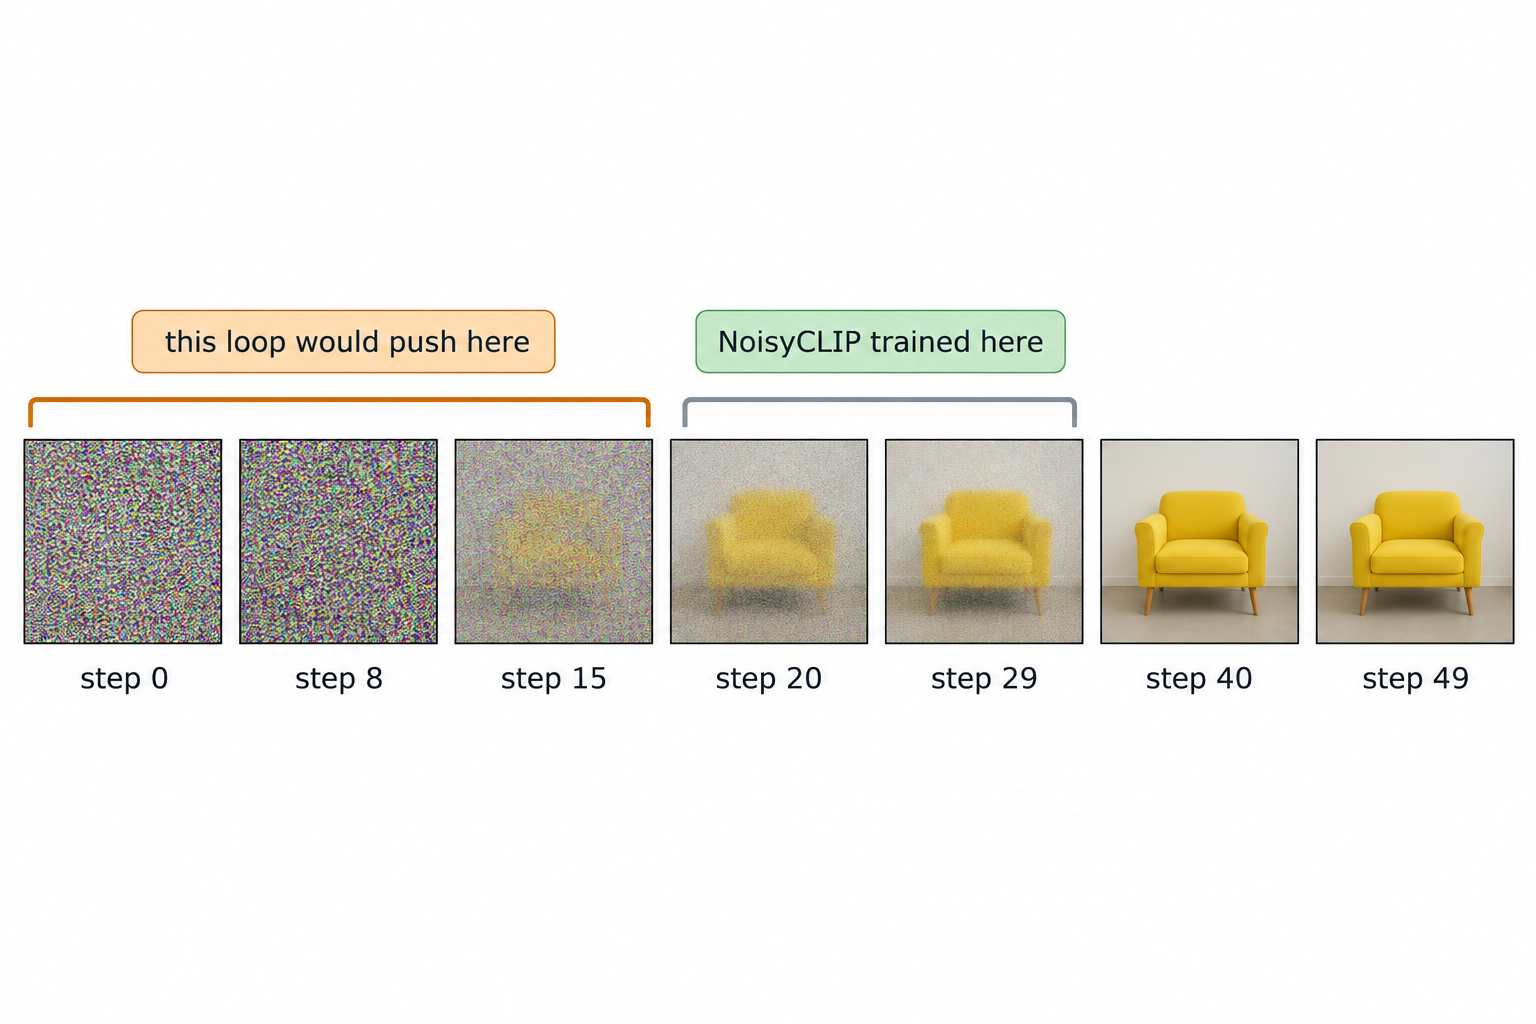 this loop would push here
NoisyCLIP trained here
step 0
step 8
step 15
step 20
step 29
step 40
step 49